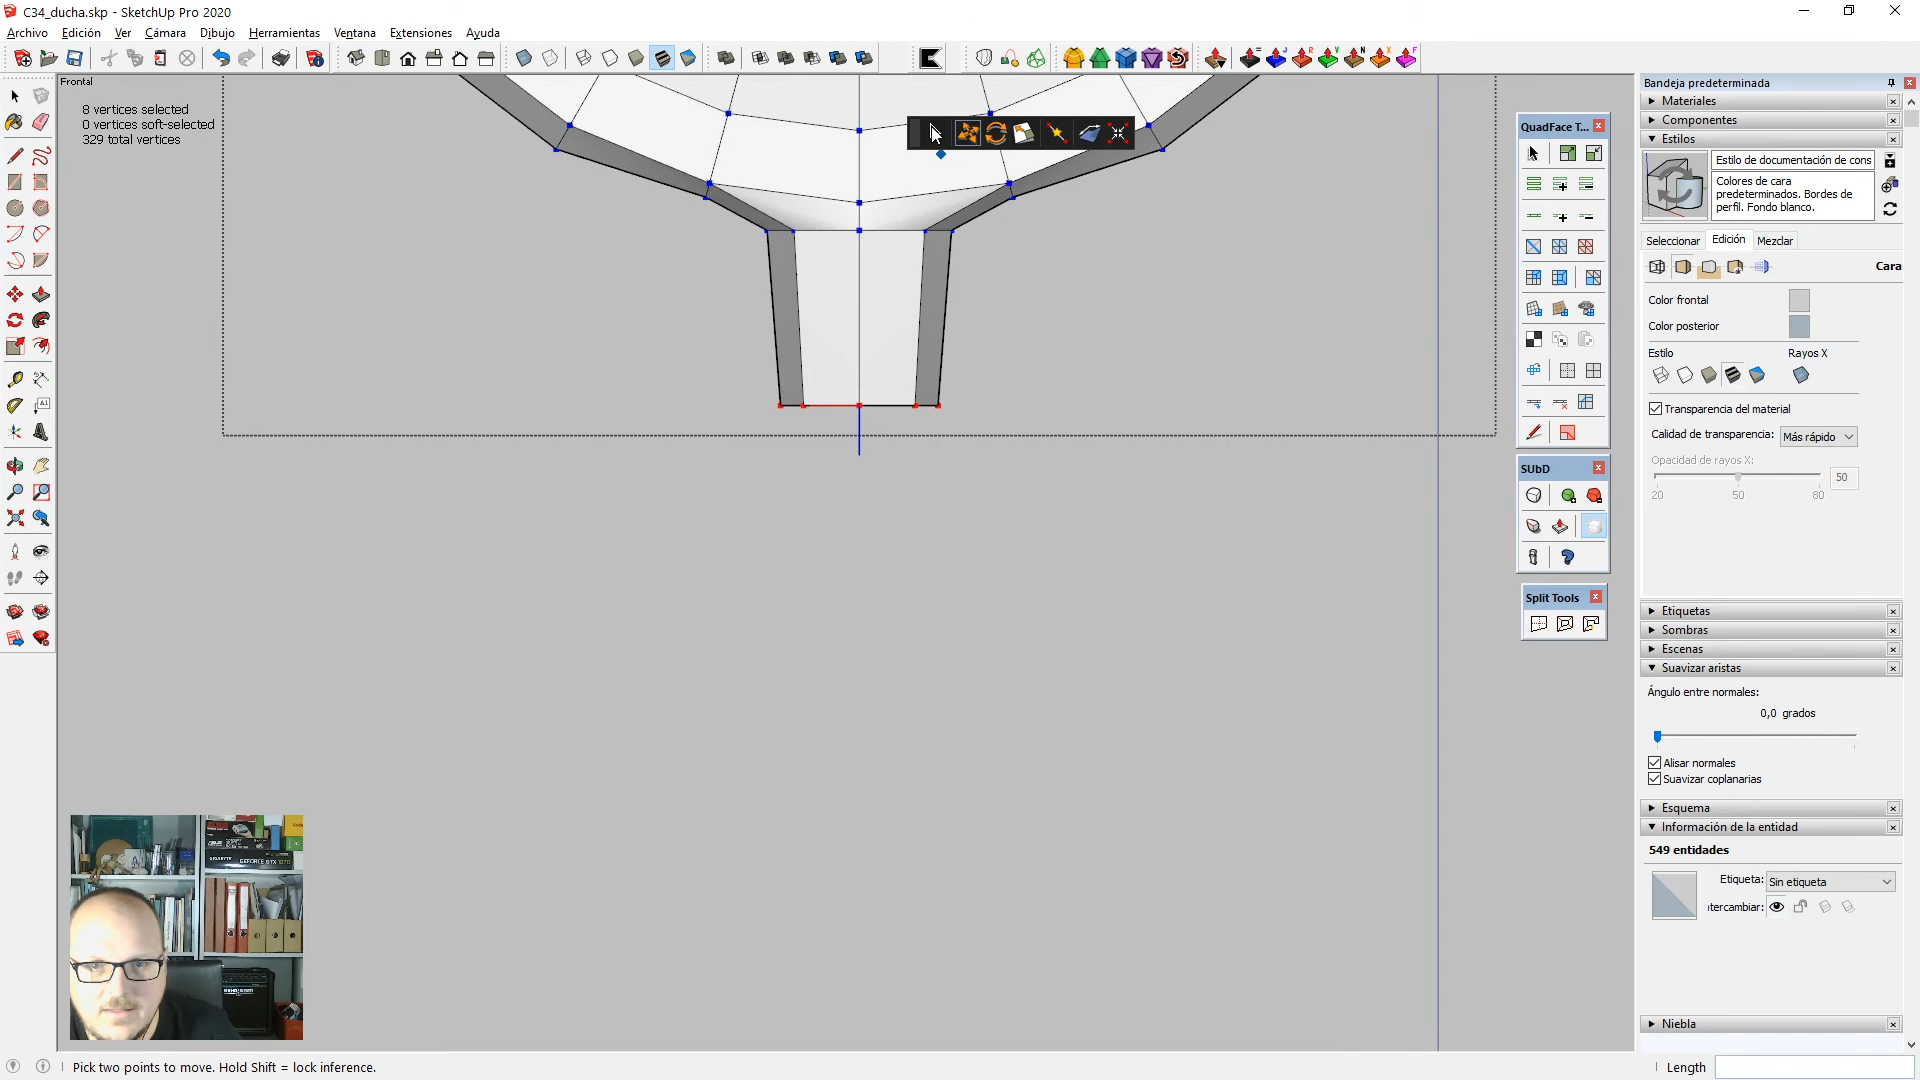 C34_ducha.skp - SketchUp Pro 2020
Archivo Edición Ver Cámara Dibujo Herramientas Ventana Extensiones Ayuda
Frontal
8 vertices selected
0 vertices soft-selected
329 total vertices
QuadFace T...
SUbD
Split Tools
Bandeja predeterminada
Materiales
Componentes
Estilos
Estilo de documentación de cons
Colores de cara
predeterminados. Bordes de
perfil. Fondo blanco.
Seleccionar Edición Mezclar
Cara
Color frontal
Color posterior
Estilo Rayos X
Transparencia del material
Calidad de transparencia: Más rápido
Opacidad de rayos X:
50
20 50 80
Etiquetas
Sombras
Escenas
Suavizar aristas
Ángulo entre normales:
0,0 grados
Alisar normales
Suavizar coplanarias
Esquema
Información de la entidad
549 entidades
Etiqueta: Sin etiqueta
ntercambiar:
Niebla
GIGABYTE GEFORCE GTX 1070
Pick two points to move. Hold Shift = lock inference.
Length